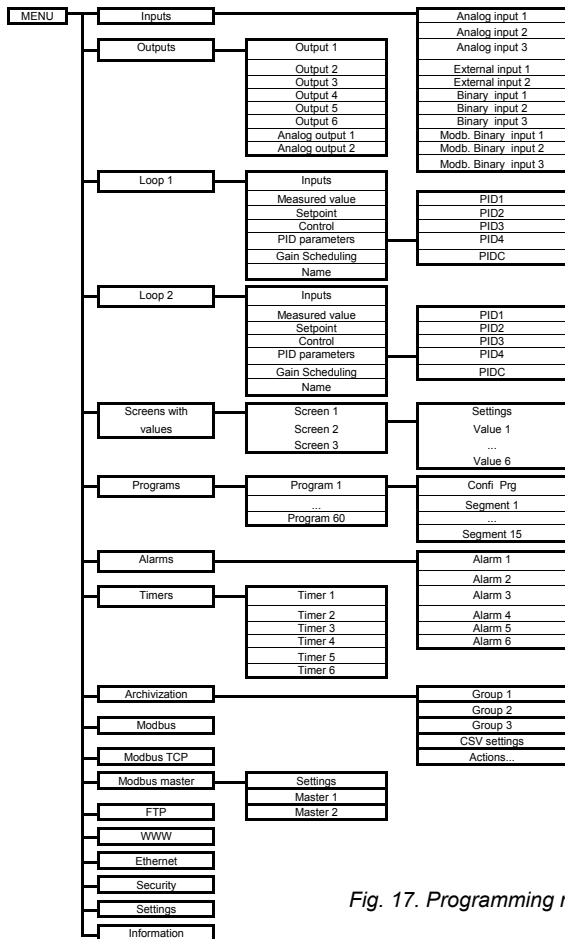 MENU
Inputs
Analog input 1
Analog input 2
Analog input 3
External input 1
External input 2
Binary input 1
Binary input 2
Binary input 3
Modb. Binary input 1
Modb. Binary input 2
Modb. Binary input 3
Outputs
Output 1
Output 2
Output 3
Output 4
Output 5
Output 6
Analog output 1
Analog output 2
Loop 1
Inputs
Measured value
Setpoint
Control
PID parameters
Gain Scheduling
Name
PID1
PID2
PID3
PID4
PIDC
Loop 2
Inputs
Measured value
Setpoint
Control
PID parameters
Gain Scheduling
Name
PID1
PID2
PID3
PID4
PIDC
Screens with
values
Screen 1
Screen 2
Screen 3
Settings
Value 1
...
Value 6
Programs
Program 1
...
Program 60
Confi Prg
Segment 1
...
Segment 15
Alarms
Alarm 1
Alarm 2
Alarm 3
Alarm 4
Alarm 5
Alarm 6
Timers
Timer 1
Timer 2
Timer 3
Timer 4
Timer 5
Timer 6
Archivization
Group 1
Group 2
Group 3
CSV settings
Actions...
Modbus
Modbus TCP
Modbus master
Settings
Master 1
Master 2
FTP
WWW
Ethernet
Security
Settings
Information
Fig. 17. Programming